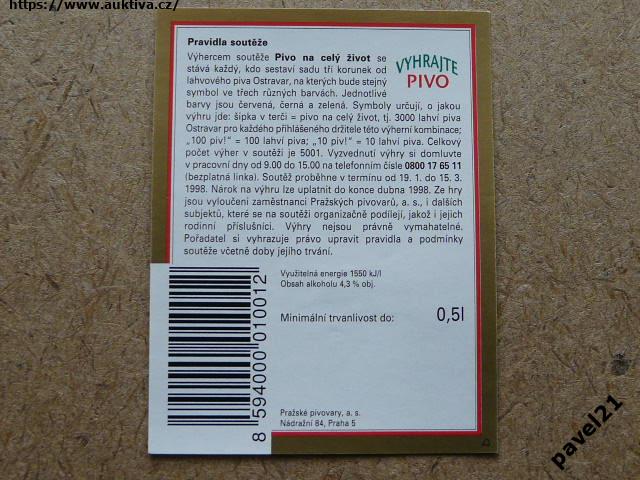 https://www.auktiva.cz/
Pravidla soutěže
Výhercem soutěže Pivo na celý život se
stává každý, kdo sestaví sadu tří korunek od
lahvového piva Ostravar, na kterých bude stejný
symbol ve třech různých barvách. Jednotlivé
barvy jsou červená, černá a zelená. Symboly určují, o jakou
výhru jde: šipka v terči = pivo na celý život, tj. 3000 lahví piva
Ostravar pro každého přihlášeného držitele této výherní kombinace;
„100 piv!" = 100 lahví piva; „10 piv!" = 10 lahví piva. Celkový
počet výher v soutěži je 5001. Vyzvednutí výhry si domluvte
v pracovní dny od 9.00 do 15.00 na telefonním čísle 0800 17 65 11
(bezplatná linka). Soutěž proběhne v termínu od 19. 1. do 15. 3.
1998. Nárok na výhru lze uplatnit do konce dubna 1998. Ze hry
jsou vyloučeni zaměstnanci Pražských pivovarů, a. s., i dalších
subjektů, které se na soutěži organizačně podílejí, jakož i jejich
rodinní příslušníci. Výhry nejsou právně vymahatelné.
Pořadatel si vyhrazuje právo upravit pravidla a podmínky
soutěže včetně doby jejího trvání.
VYHRAJTE
PIVO
Využitelná energie 1550 kJ/l
Obsah alkoholu 4,3 % obj.
Minimální trvanlivost do:
0,5l
8 594000 010012
Pražské pivovary, a. s.
Nádražní 84, Praha 5
pavel21